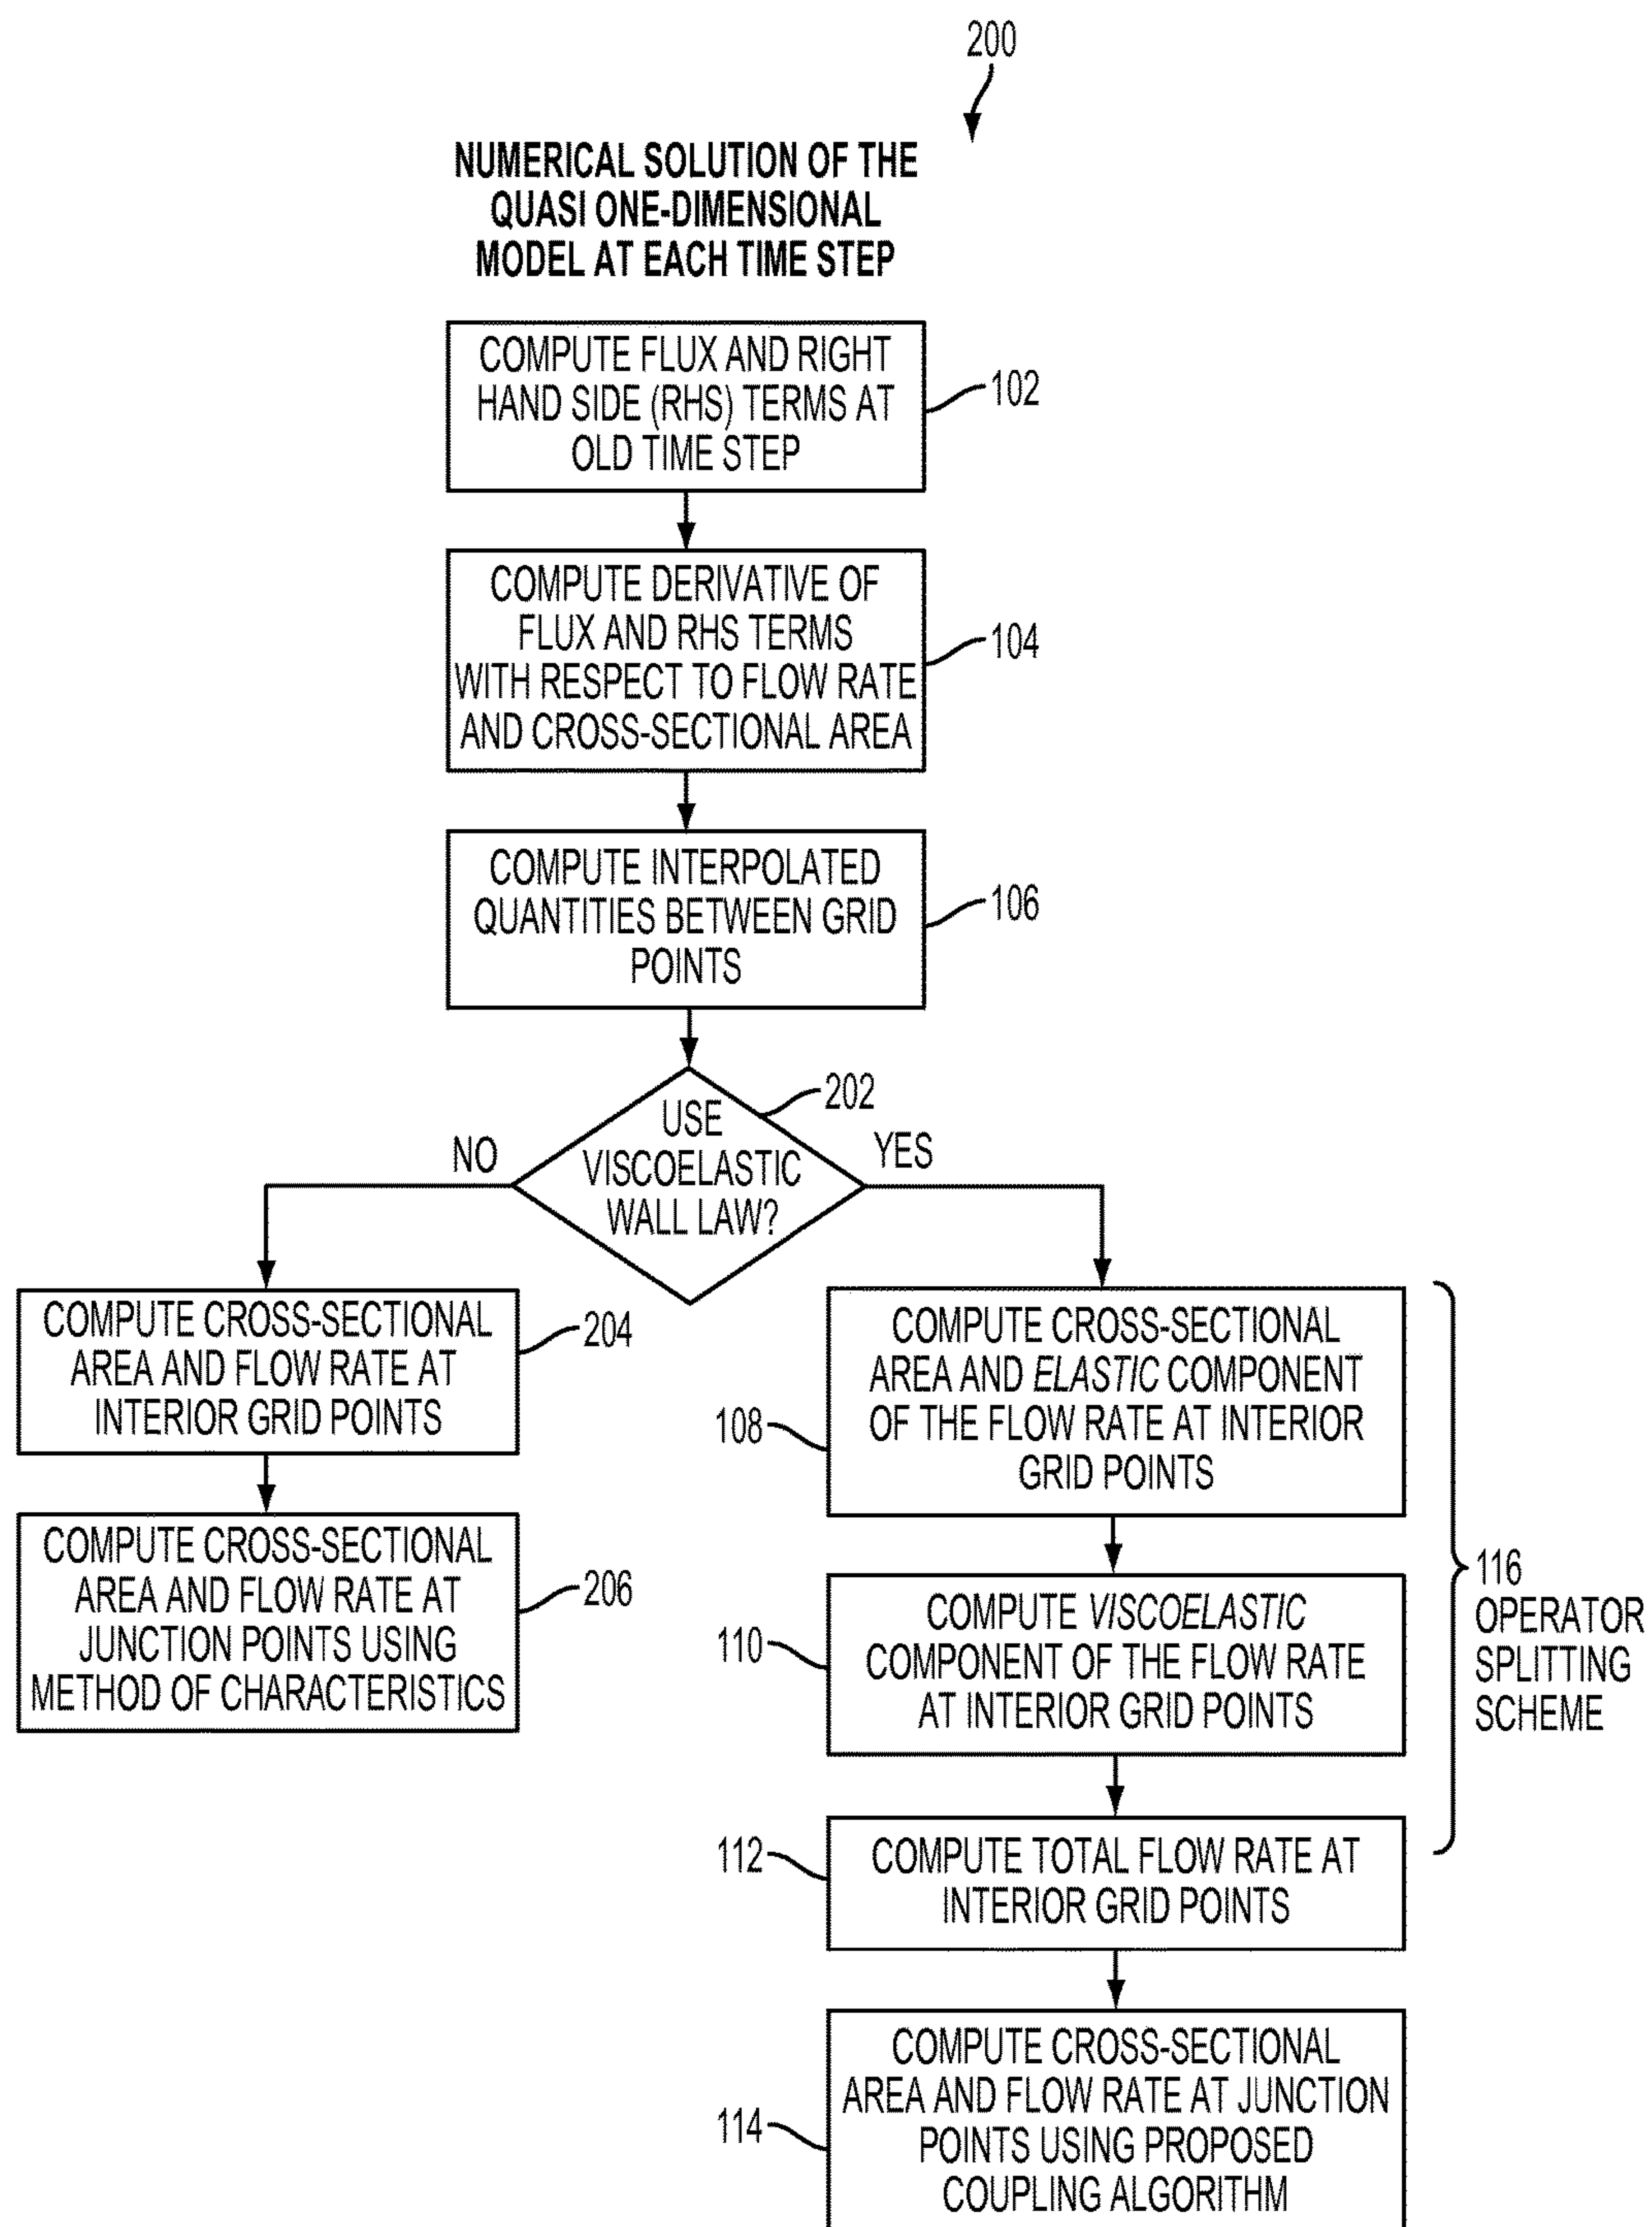 200
NUMERICAL SOLUTION OF THE
QUASI ONE-DIMENSIONAL
MODEL AT EACH TIME STEP
COMPUTE FLUX AND RIGHT
HAND SIDE (RHS) TERMS AT
OLD TIME STEP
102
COMPUTE DERIVATIVE OF
FLUX AND RHS TERMS
WITH RESPECT TO FLOW RATE
AND CROSS-SECTIONAL AREA
104
COMPUTE INTERPOLATED
QUANTITIES BETWEEN GRID
POINTS
106
USE
VISCOELASTIC
WALL LAW?
202
NO
YES
COMPUTE CROSS-SECTIONAL
AREA AND FLOW RATE AT
INTERIOR GRID POINTS
204
COMPUTE CROSS-SECTIONAL
AREA AND FLOW RATE AT
JUNCTION POINTS USING
METHOD OF CHARACTERISTICS
206
COMPUTE CROSS-SECTIONAL
AREA AND ELASTIC COMPONENT
OF THE FLOW RATE AT INTERIOR
GRID POINTS
108
COMPUTE VISCOELASTIC
COMPONENT OF THE FLOW RATE
AT INTERIOR GRID POINTS
110
116
OPERATOR
SPLITTING
SCHEME
COMPUTE TOTAL FLOW RATE AT
INTERIOR GRID POINTS
112
COMPUTE CROSS-SECTIONAL
AREA AND FLOW RATE AT JUNCTION
POINTS USING PROPOSED
COUPLING ALGORITHM
114